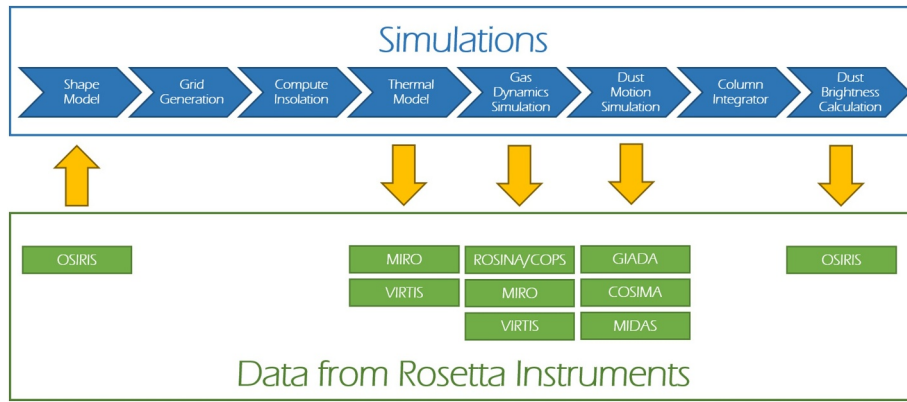 Simulations
Shape
Model
Grid
Generation
Compute
Insolation
Thermal
Model
Gas
Dynamics
Simulation
Dust
Motion
Simulation
Column
Integrator
Dust
Brightness
Calculation
OSIRIS
MIRO
ROSINA/COPS
GIADA
OSIRIS
VIRTIS
MIRO
COSIMA
VIRTIS
MIDAS
Data from Rosetta Instruments